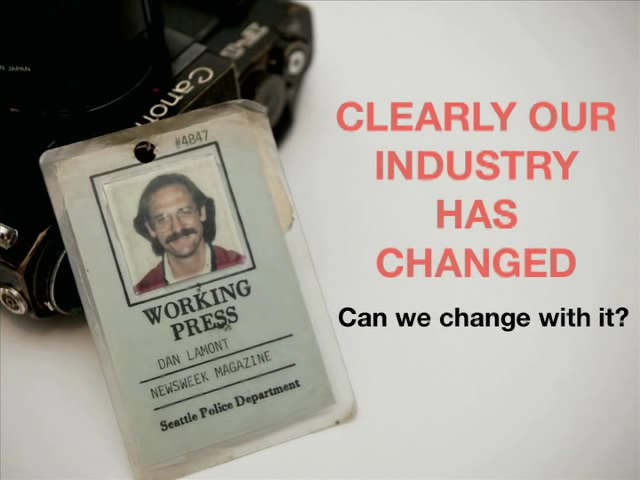 N JAPAN
Canon
#4847
WORKING
PRESS
DAN LAMONT
NEWSWEEK MAGAZINE
Seattle Police Department
CLEARLY OUR
INDUSTRY
HAS
CHANGED
Can we change with it?